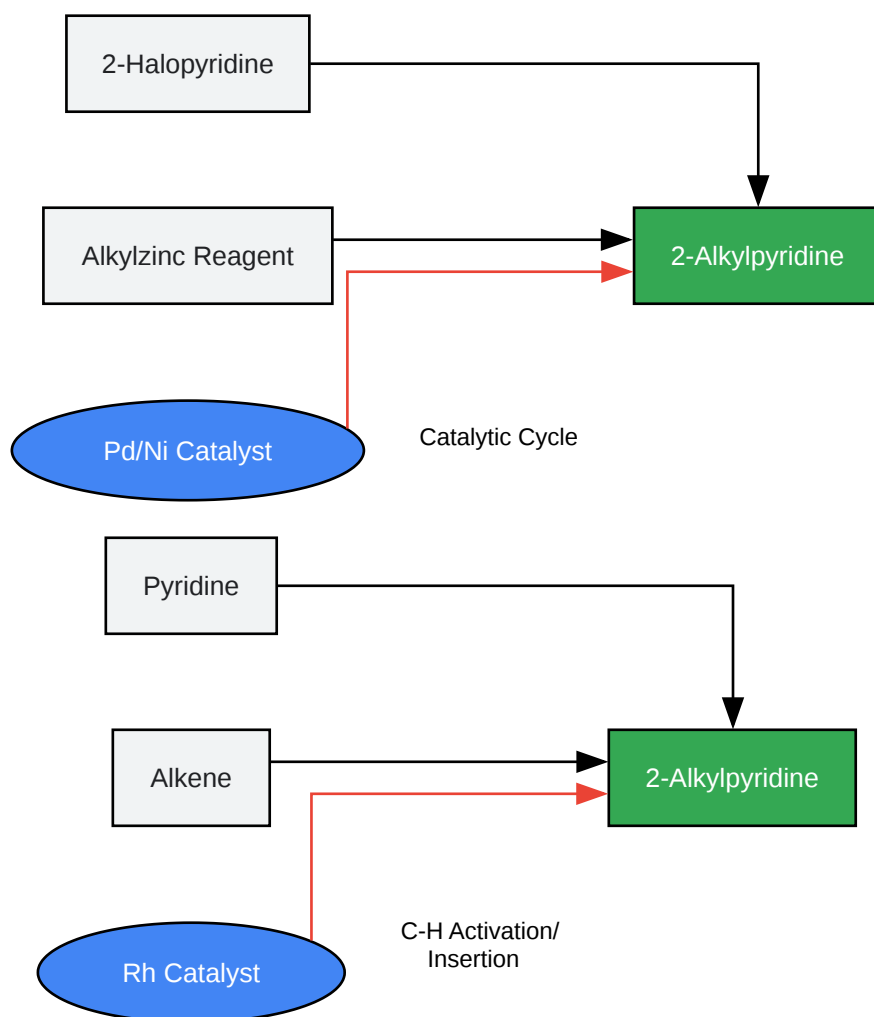 2-Halopyridine
Alkylzinc Reagent
2-Alkylpyridine
Pd/Ni Catalyst
Catalytic Cycle
Pyridine
Alkene
2-Alkylpyridine
C-H Activation/
Insertion
Rh Catalyst